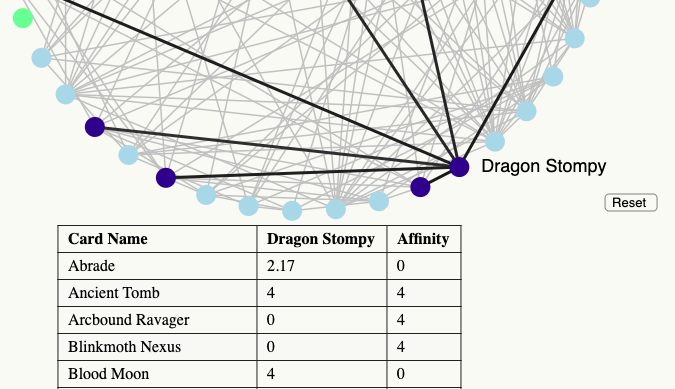 Dragon Stompy
Reset
Card Name Dragon Stompy Affinity
Abrade 2.17 0
Ancient Tomb 4 4
Arcbound Ravager 0 4
Blinkmoth Nexus 0 4
Blood Moon 4 0